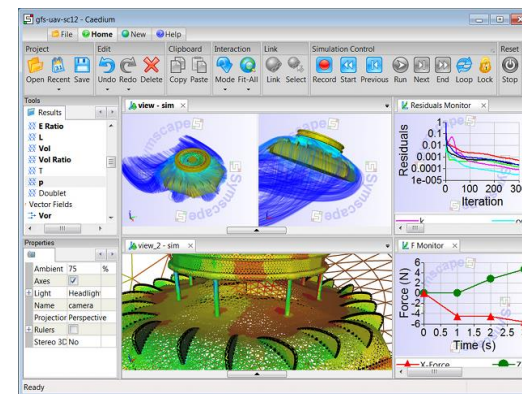 gfs-uav-sc12 - Caedium
File Home New Help
Project Edit Clipboard Interaction Link Simulation Control Reset
Open Recent Save Undo Redo Delete Copy Paste Mode Fit-All Link Select Record Start Previous Run Next End Loop Lock Stop
Tools
Results
E Ratio
L
Vol
Vol Ratio
T
p
Doublet
Vector Fields
Vor
view - sim
Symscape
Symscape
Residuals Monitor
Residuals
0.1
0.01
0.001
0.0001
1e-005
0 100 200 30
Iteration
k
Properties
Ambient 75 %
Axes
Light Headligh
Name camera
Projection Perspective
Rulers
Stereo 3D No
view_2 - sim
F Monitor
Force (N)
6
4
2
0
-2
-4
-6
0 0.5 1 1.5 2 2.5
Time (s)
X-Force Z
Ready